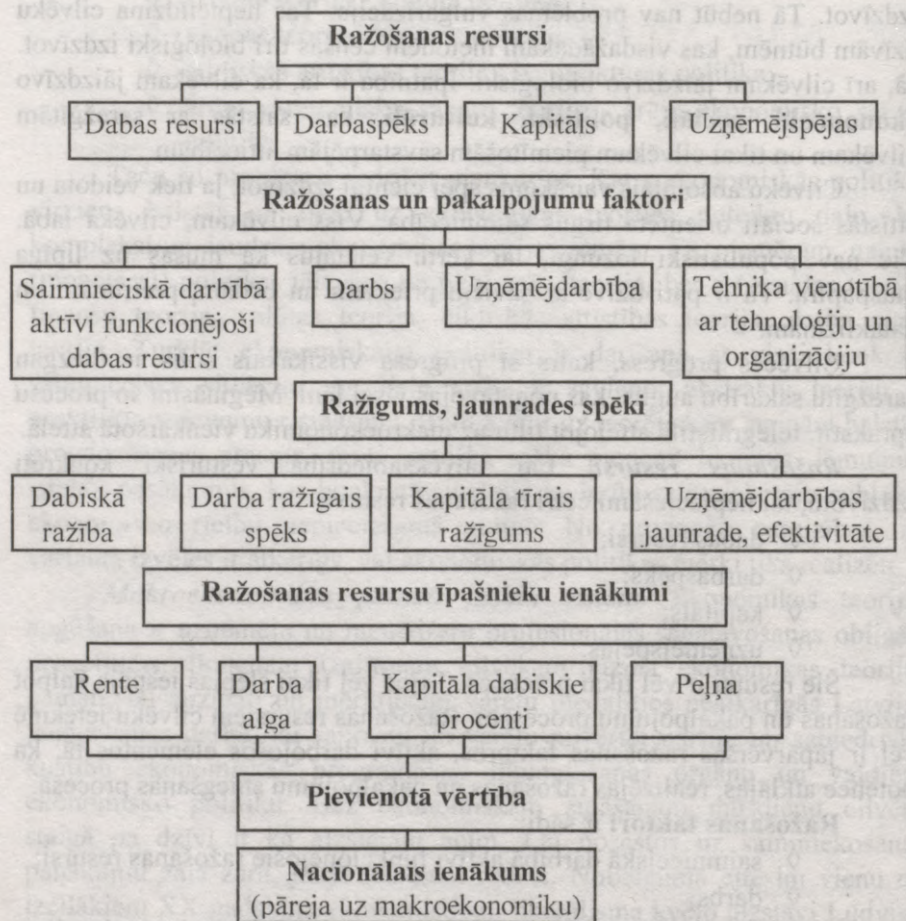 Ražošanas resursi
Dabas resursi
Darbaspēks
Kapitāls
Uzņēmējspējas
Ražošanas un pakalpojumu faktori
Saimnieciskā darbībā
aktīvi funkcionējoši
dabas resursi
Darbs
Uzņēmējdarbība
Tehnika vienotībā
ar tehnoloģiju un
organizāciju
Ražīgums, jaunrades spēki
Dabiskā
ražība
Darba ražīgais
spēks
Kapitāla tīrais
ražīgums
Uzņēmējdarbības
jaunrade, efektivitāte
Ražošanas resursu īpašnieku ienākumi
Rente
Darba
alga
Kapitāla dabiskie
procenti
Peļņa
Pievienotā vērtība
Nacionālais ienākums
(pāreja uz makroekonomiku)